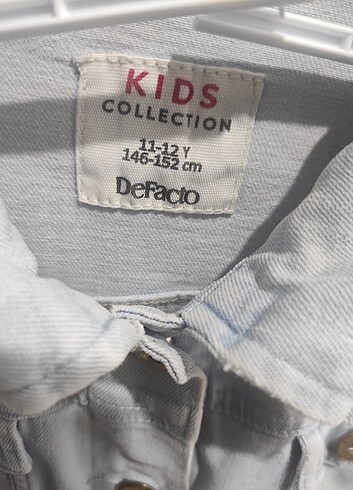 KIDS
COLLECTION
11-12 Y
146-152 cm
DeFacto